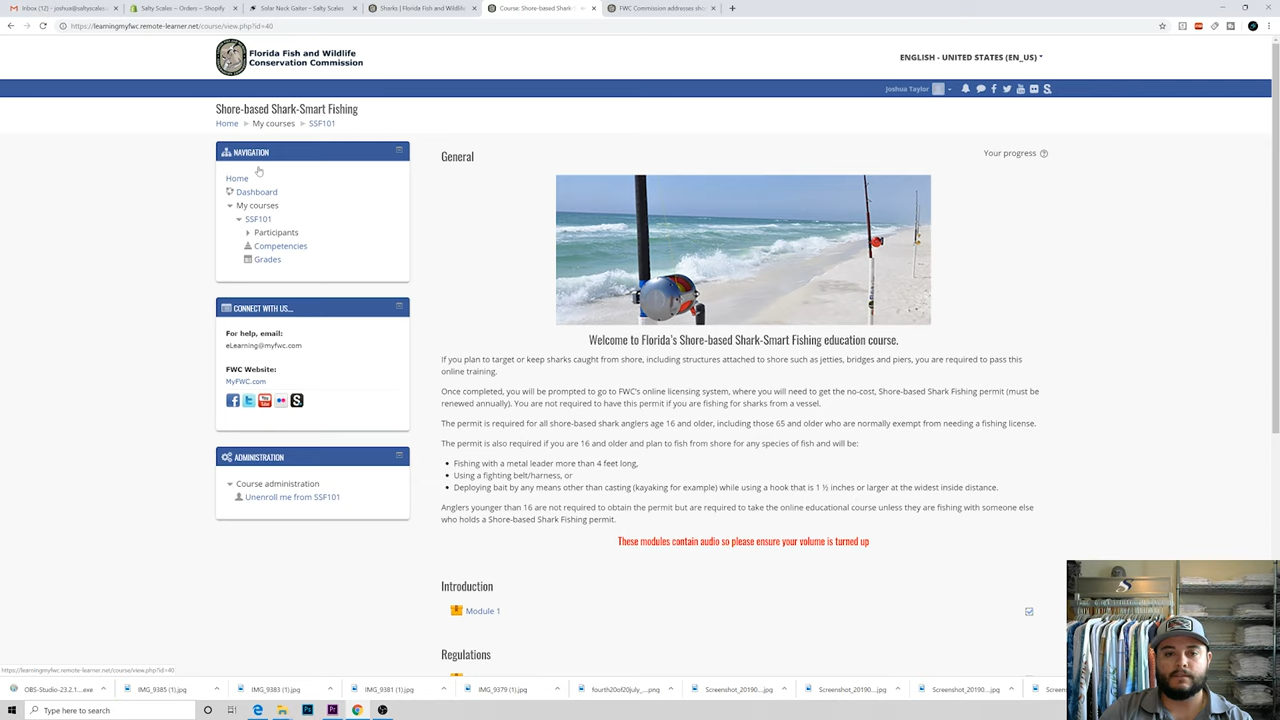 Inbox (12) - joshua@saltyscales
Salty Scales ~ Orders ~ Shopify
Solar Neck Gaiter – Salty Scales
Sharks | Florida Fish and Wildlife
Course: Shore-based Shark-
FWC Commission addresses sho
https://learningmyfwc.remote-learner.net/course/view.php?id=40
Florida Fish and Wildlife
Conservation Commission
ENGLISH - UNITED STATES (EN_US)
Joshua Taylor
Shore-based Shark-Smart Fishing
Home My courses SSF101
NAVIGATION
Home
Dashboard
My courses
SSF101
Participants
Competencies
Grades
CONNECT WITH US...
For help, email:
eLearning@myfwc.com
FWC Website:
MyFWC.com
ADMINISTRATION
Course administration
Unenroll me from SSF101
General
Your progress
Welcome to Florida's Shore-based Shark-Smart Fishing education course.
If you plan to target or keep sharks caught from shore, including structures attached to shore such as jetties, bridges and piers, you are required to pass this
online training.
Once completed, you will be prompted to go to FWC's online licensing system, where you will need to get the no-cost, Shore-based Shark Fishing permit (must be
renewed annually). You are not required to have this permit if you are fishing for sharks from a vessel.
The permit is required for all shore-based shark anglers age 16 and older, including those 65 and older who are normally exempt from needing a fishing license.
The permit is also required if you are 16 and older and plan to fish from shore for any species of fish and will be:
• Fishing with a metal leader more than 4 feet long,
• Using a fighting belt/harness, or
• Deploying bait by any means other than casting (kayaking for example) while using a hook that is 1 ½ inches or larger at the widest inside distance.
Anglers younger than 16 are not required to obtain the permit but are required to take the online educational course unless they are fishing with someone else
who holds a Shore-based Shark Fishing permit.
These modules contain audio so please ensure your volume is turned up
Introduction
Module 1
Regulations
https://learningmyfwc.remote-learner.net/course/view.php?id=40
OBS-Studio-23.2.1....exe
IMG_9385 (1).jpg
IMG_9383 (1).jpg
IMG_9381 (1).jpg
IMG_9379 (1).jpg
fourth20of20july_....png
Screenshot_20190....jpg
Screenshot_20190....jpg
Screenshot_20190....jpg
Type here to search